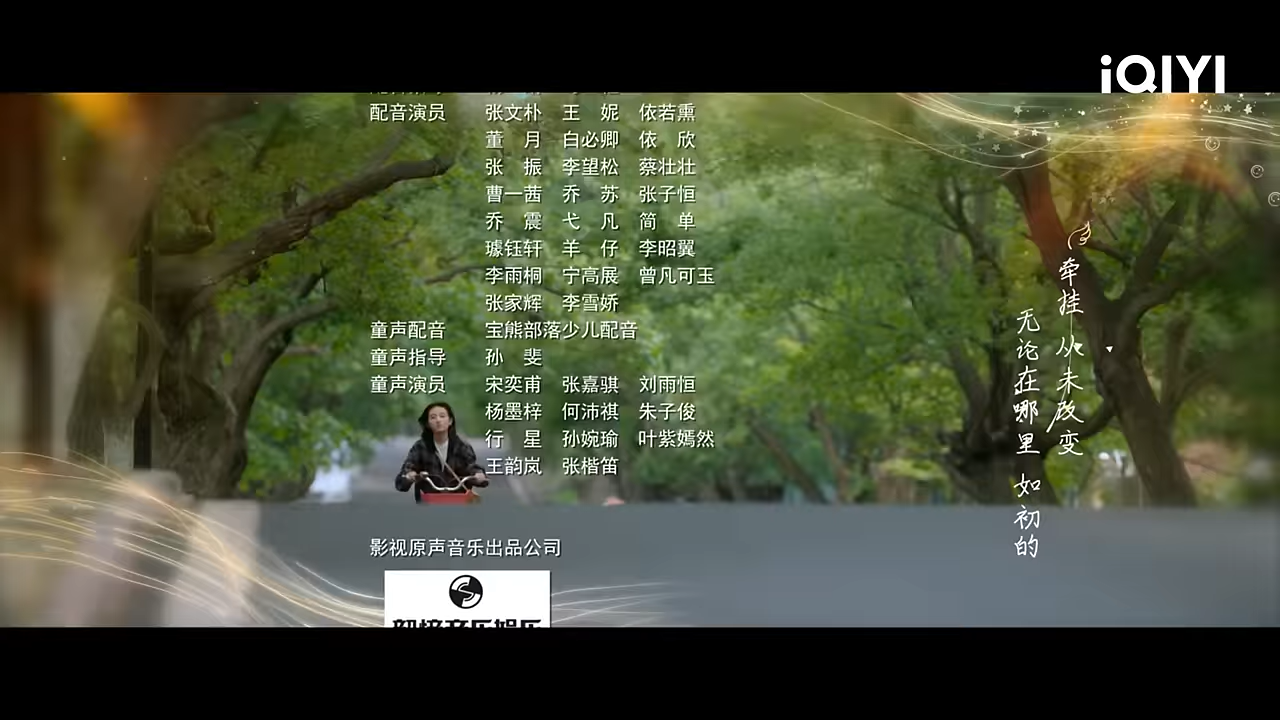 iQIYI
配音演员 张文朴 王 妮 依若熏
董 月 白必卿 依 欣
张 振 李望松 蔡壮壮
曹一茜 乔 苏 张子恒
乔 震 弋 凡 简 单
璩钰轩 羊 仔 李昭翼
李雨桐 宁高展 曾凡可玉
张家辉 李雪娇
童声配音 宝熊部落少儿配音
童声指导 孙 斐
童声演员 宋奕甫 张嘉骐 刘雨恒
杨墨梓 何沛祺 朱子俊
行 星 孙婉瑜 叶紫嫣然
王韵岚 张楷笛
影视原声音乐出品公司
牵挂从未改变
无论在哪里 如初的